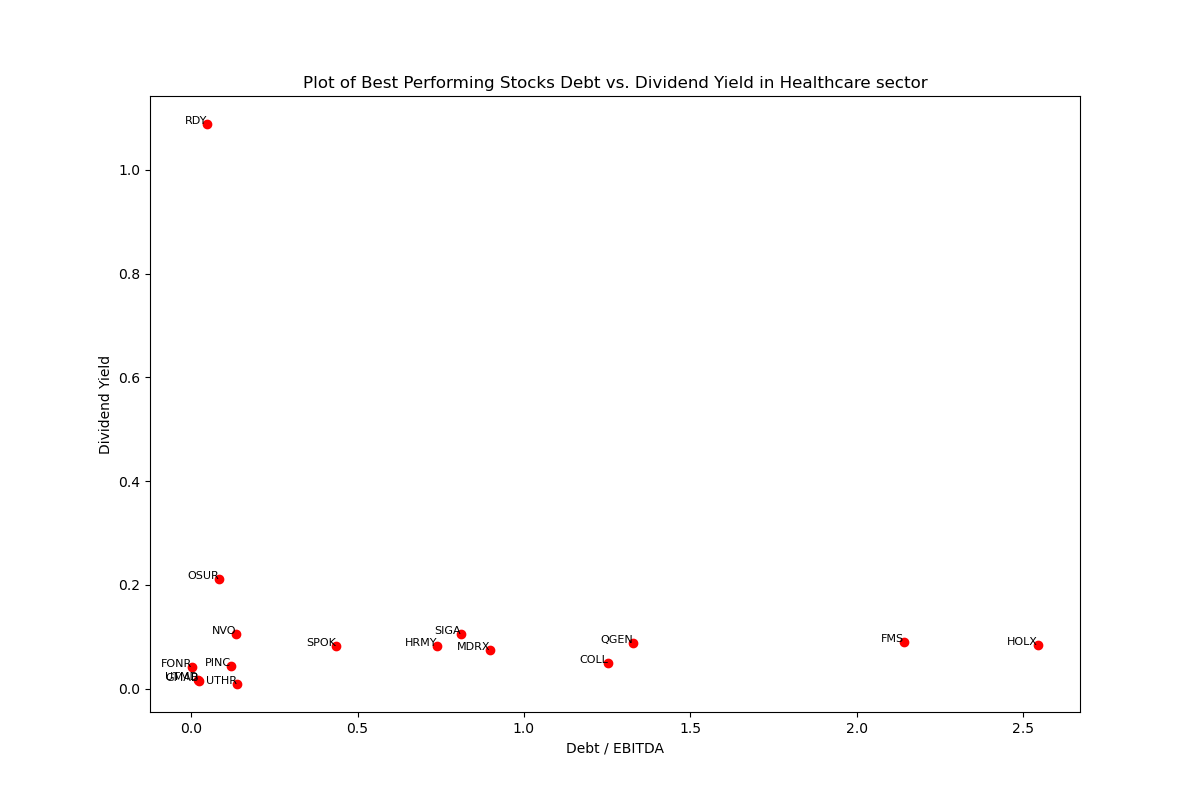 Plot of Best Performing Stocks Debt vs. Dividend Yield in Healthcare sector
RDY
1.0
0.8
Dividend Yield
0.6
0.4
0.2
0.0
OSUR
NVO
SPOK
HRMY
SIGA
MDRX
QGEN
COLL
FMS
HOLX
FONR
PINC
GMAB
UTHR
0.0
0.5
1.0
1.5
2.0
2.5
Debt / EBITDA